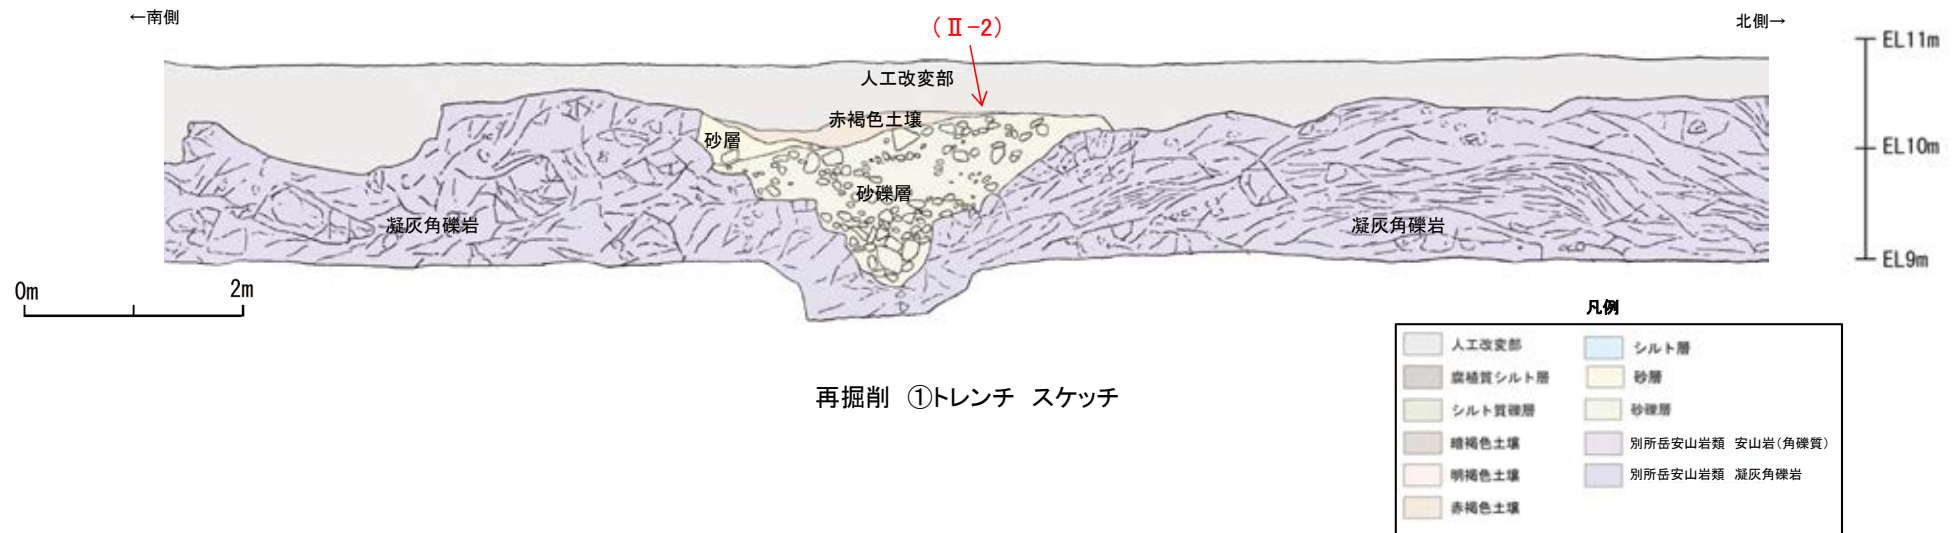 ←南側
北側→
(Ⅱ-2)
EL11m
人工改変部
赤褐色土壌
砂層
EL10m
砂礫層
凝灰角礫岩
凝灰角礫岩
EL9m
0m
2m
再掘削 ①トレンチ スケッチ
凡例
人工改変部
腐植質シルト層
シルト質礫層
暗褐色土壌
明褐色土壌
赤褐色土壌
シルト層
砂層
砂礫層
別所岳安山岩類 安山岩(角礫質)
別所岳安山岩類 凝灰角礫岩